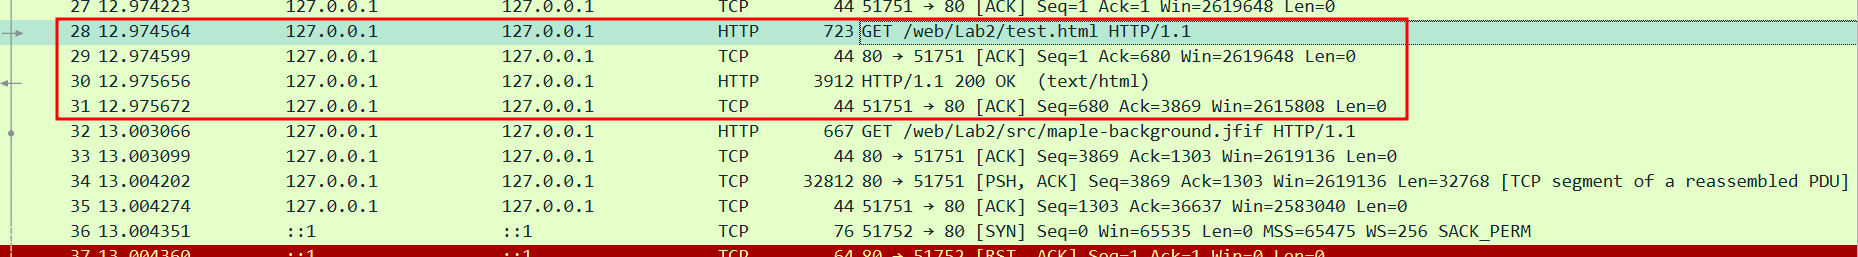 27 12.974223 127.0.0.1 127.0.0.1 TCP 44 51751 → 80 [ACK] Seq=1 Ack=1 Win=2619648 Len=0
28 12.974564 127.0.0.1 127.0.0.1 HTTP 723 GET /web/Lab2/test.html HTTP/1.1
29 12.974599 127.0.0.1 127.0.0.1 TCP 44 80 → 51751 [ACK] Seq=1 Ack=680 Win=2619648 Len=0
30 12.975656 127.0.0.1 127.0.0.1 HTTP 3912 HTTP/1.1 200 OK (text/html)
31 12.975672 127.0.0.1 127.0.0.1 TCP 44 51751 → 80 [ACK] Seq=680 Ack=3869 Win=2615808 Len=0
32 13.003066 127.0.0.1 127.0.0.1 HTTP 667 GET /web/Lab2/src/maple-background.jfif HTTP/1.1
33 13.003099 127.0.0.1 127.0.0.1 TCP 44 80 → 51751 [ACK] Seq=3869 Ack=1303 Win=2619136 Len=0
34 13.004202 127.0.0.1 127.0.0.1 TCP 32812 80 → 51751 [PSH, ACK] Seq=3869 Ack=1303 Win=2619136 Len=32768 [TCP segment of a reassembled PDU]
35 13.004274 127.0.0.1 127.0.0.1 TCP 44 51751 → 80 [ACK] Seq=1303 Ack=36637 Win=2583040 Len=0
36 13.004351 ::1 ::1 TCP 76 51752 → 80 [SYN] Seq=0 Win=65535 Len=0 MSS=65475 WS=256 SACK_PERM
37 13.004360 ::1 ::1 TCP 64 80 → 51752 [RST, ACK] Seq=1 Ack=1 Win=0 Len=0